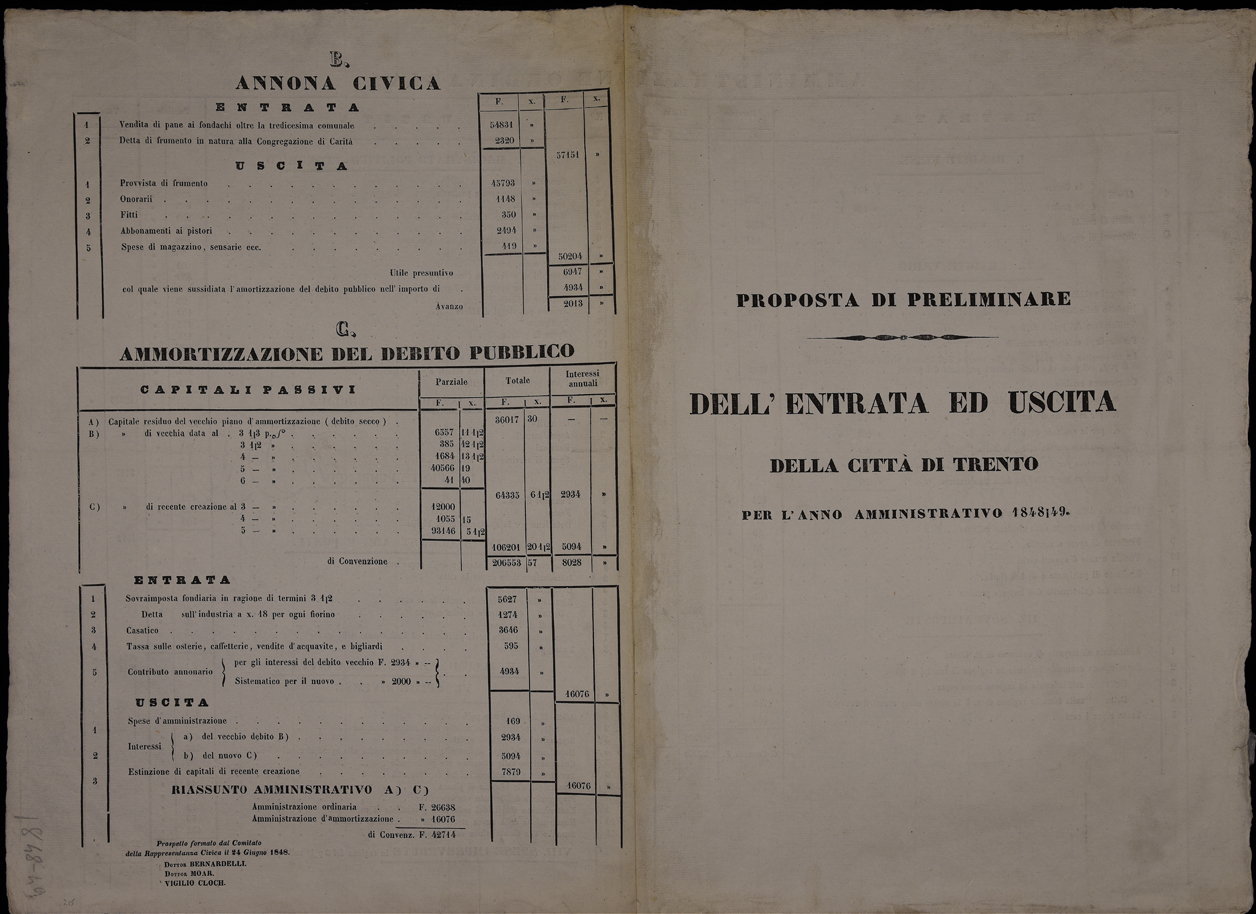 B.
ANNONA CIVICA
ENTRATA
F. x. F. x.
1 Vendita di pane ai fondachi oltre la tredicesima comunale . . . . . 54831 »
2 Detta di frumento in natura alla Congregazione di Carità . . . . . 2320 »
57151 »
USCITA
1 Provvista di frumento . . . . . . . . . 45793 »
2 Onorarii . . . . . . . . . . . 1148 »
3 Fitti . . . . . . . . . . . 350 »
4 Abbonamenti ai pistori . . . . . . . . . 2494 »
5 Spese di magazzino, sensarie ecc. . . . . . . . 419 »
50204 »
Utile presuntivo 6947 »
col quale viene sussidiata l'amortizzazione del debito pubblico nell' importo di . 4934 »
Avanzo 2013 »
C.
AMMORTIZZAZIONE DEL DEBITO PUBBLICO
CAPITALI PASSIVI Parziale Totale Interessi annuali
F. x. F. x. F. x.
A) Capitale residuo del vecchio piano d'ammortizzazione ( debito secco ) . 36017 30 — —
B) » di vecchia data al . 3 1|3 p.o/o . . . . . . 6557 14 1|2
3 1|2 » . . . . . . 385 42 1|2
4 — » . . . . . . 1684 13 1|2
5 — » . . . . . . 40566 19
6 — » . . . . . . 41 40
64335 6 1|2 2934 »
C) » di recente creazione al 3 — » . . . . . . 12000
4 — » . . . . . . 1055 15
5 — » . . . . . . 93146 5 1|2
106201 20 1|2 5094 »
di Convenzione . 206553 57 8028 »
ENTRATA
1 Sovraimposta fondiaria in ragione di termini 3 1|2 . . . . . 5627 »
2 Detta sull'industria a x. 18 per ogni fiorino . . . . . 1274 »
3 Casatico . . . . . . . . . . . 3646 »
4 Tassa sulle osterie, caffetterie, vendite d'acquavite, e bigliardi . . . . 595 »
per gli interessi del debito vecchio F. 2934 » —
5 Contributo annonario . . 4934 »
Sistematico per il nuovo . . » 2000 » —
16076 »
USCITA
1 Spese d'amministrazione . . . . . . . . . 169 »
2 Interessi a) del vecchio debito B) . . . . . . . 2934 »
b) del nuovo C) . . . . . . . . 5094 »
3 Estinzione di capitali di recente creazione . . . . . . 7879 »
16076 »
RIASSUNTO AMMINISTRATIVO A) C)
Amministrazione ordinaria . . F. 26638
Amministrazione d'ammortizzazione . » 16076
di Convenz. F. 42714
Prospetto formato dal Comitato
della Rappresentanza Civica il 24 Giugno 1848.
Dottor BERNARDELLI.
Dottor MOAR.
VIGILIO CLOCH.
PROPOSTA DI PRELIMINARE
DELL' ENTRATA ED USCITA
DELLA CITTÀ DI TRENTO
PER L'ANNO AMMINISTRATIVO 1848|49.